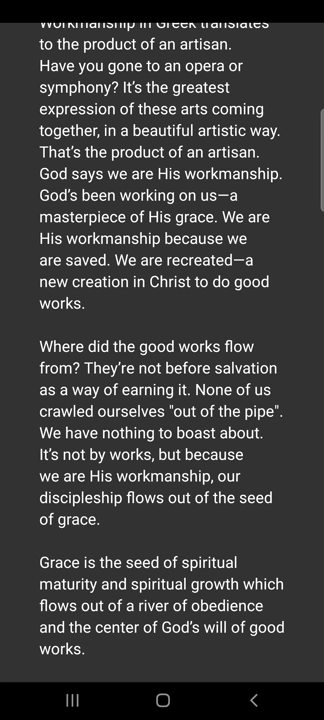 Workmanship in Greek translates
to the product of an artisan.
Have you gone to an opera or
symphony? It’s the greatest
expression of these arts coming
together, in a beautiful artistic way.
That’s the product of an artisan.
God says we are His workmanship.
God’s been working on us—a
masterpiece of His grace. We are
His workmanship because we
are saved. We are recreated—a
new creation in Christ to do good
works.
Where did the good works flow
from? They’re not before salvation
as a way of earning it. None of us
crawled ourselves "out of the pipe".
We have nothing to boast about.
It’s not by works, but because
we are His workmanship, our
discipleship flows out of the seed
of grace.
Grace is the seed of spiritual
maturity and spiritual growth which
flows out of a river of obedience
and the center of God’s will of good
works.